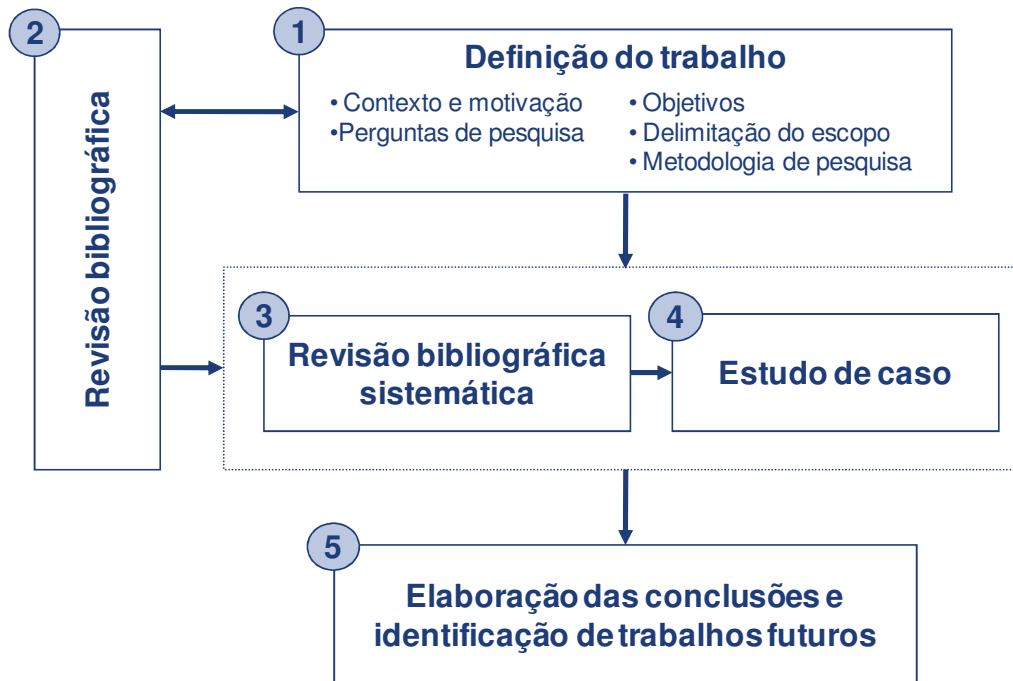 1
Definição do trabalho
• Contexto e motivação
•Perguntas de pesquisa
• Objetivos
• Delimitação do escopo
• Metodologia de pesquisa
2
Revisão bibliográfica
3
Revisão bibliográfica
sistemática
4
Estudo de caso
5
Elaboração das conclusões e
identificação de trabalhos futuros